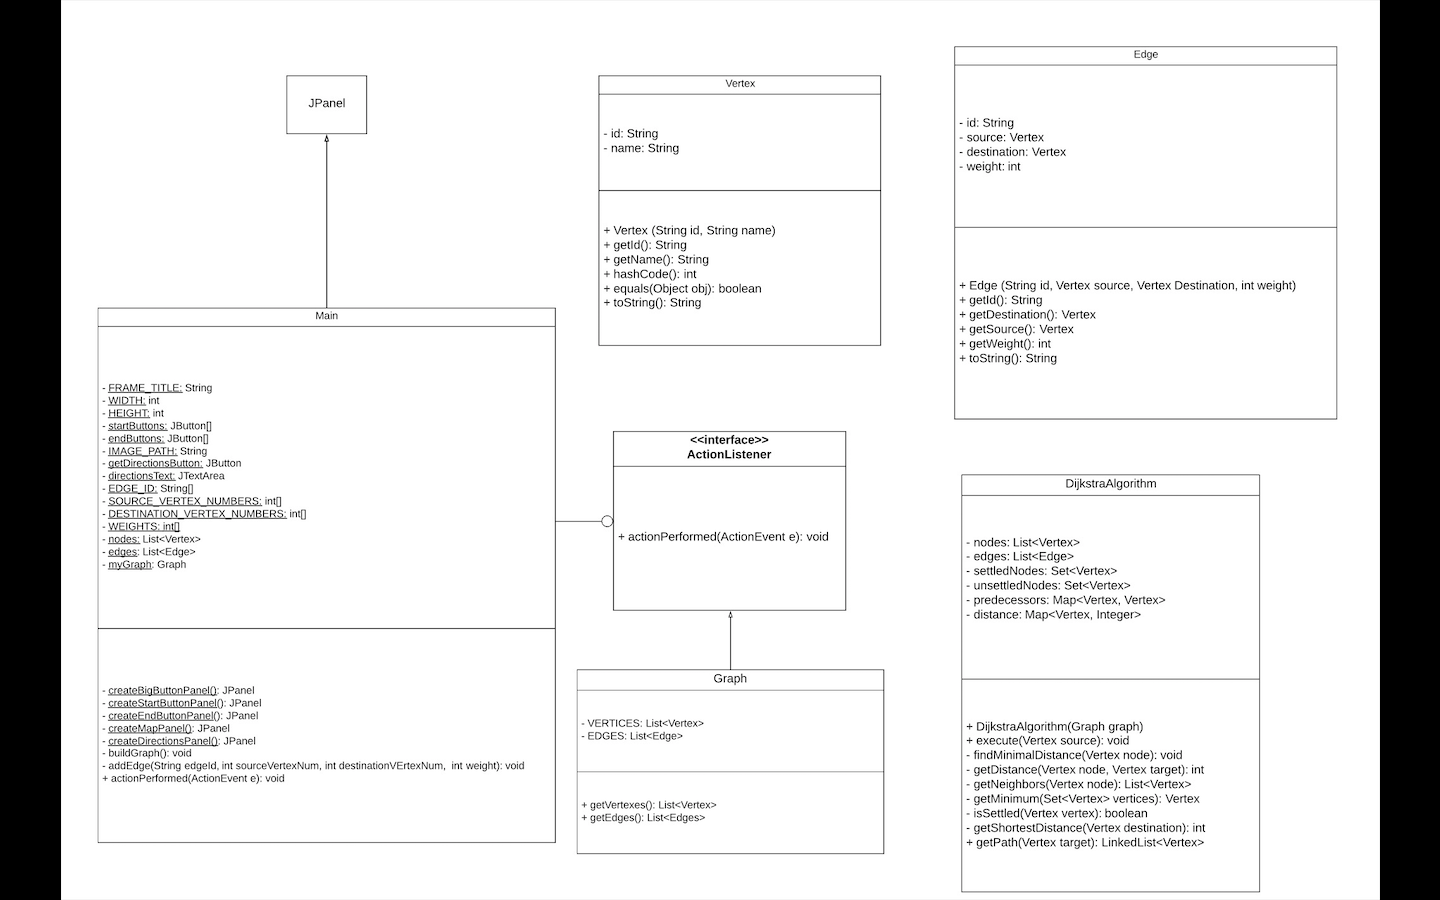 JPanel
Main
- FRAME_TITLE: String
- WIDTH: int
- HEIGHT: int
- startButtons: JButton[]
- endButtons: JButton[]
- IMAGE_PATH: String
- getDirectionsButton: JButton
- directionsText: JTextArea
- EDGE_ID: String[]
- SOURCE_VERTEX_NUMBERS: int[]
- DESTINATION_VERTEX_NUMBERS: int[]
- WEIGHTS: int[]
- nodes: List<Vertex>
- edges: List<Edge>
- myGraph: Graph
- createBigButtonPanel(): JPanel
- createStartButtonPanel(): JPanel
- createEndButtonPanel(): JPanel
- createMapPanel(): JPanel
- createDirectionsPanel(): JPanel
- buildGraph(): void
- addEdge(String edgeId, int sourceVertexNum, int destinationVErtexNum, int weight): void
+ actionPerformed(ActionEvent e): void
Vertex
- id: String
- name: String
+ Vertex (String id, String name)
+ getId(): String
+ getName(): String
+ hashCode(): int
+ equals(Object obj): boolean
+ toString(): String
<<interface>>
ActionListener
+ actionPerformed(ActionEvent e): void
Graph
- VERTICES: List<Vertex>
- EDGES: List<Edge>
+ getVertexes(): List<Vertex>
+ getEdges(): List<Edges>
Edge
- id: String
- source: Vertex
- destination: Vertex
- weight: int
+ Edge (String id, Vertex source, Vertex Destination, int weight)
+ getId(): String
+ getDestination(): Vertex
+ getSource(): Vertex
+ getWeight(): int
+ toString(): String
DijkstraAlgorithm
- nodes: List<Vertex>
- edges: List<Edge>
- settledNodes: Set<Vertex>
- unsettledNodes: Set<Vertex>
- predecessors: Map<Vertex, Vertex>
- distance: Map<Vertex, Integer>
+ DijkstraAlgorithm(Graph graph)
+ execute(Vertex source): void
- findMinimalDistance(Vertex node): void
- getDistance(Vertex node, Vertex target): int
- getNeighbors(Vertex node): List<Vertex>
- getMinimum(Set<Vertex> vertices): Vertex
- isSettled(Vertex vertex): boolean
- getShortestDistance(Vertex destination): int
+ getPath(Vertex target): LinkedList<Vertex>